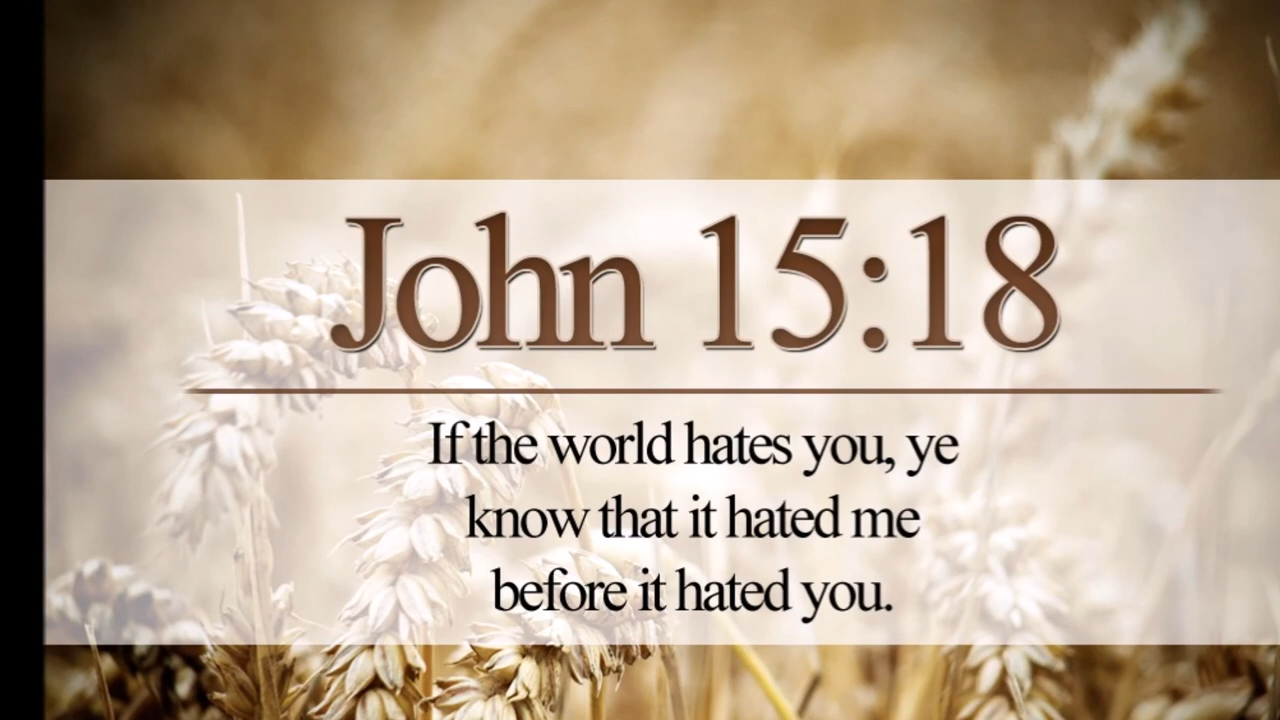 John 15:18
If the world hates you, ye
know that it hated me
before it hated you.